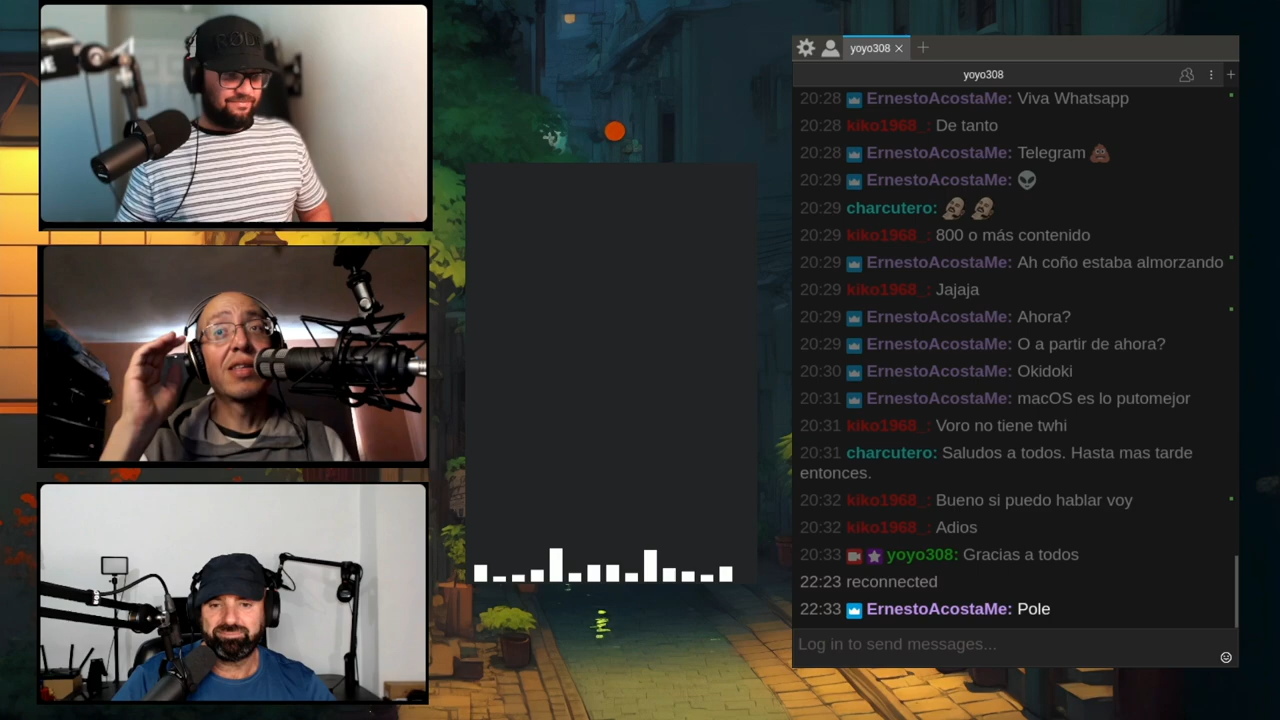 yoyo308
yoyo308
20:28 ErnestoAcostaMe: Viva Whatsapp
20:28 kiko1968_: De tanto
20:28 ErnestoAcostaMe: Telegram 💩
20:29 ErnestoAcostaMe: 👽
20:29 charcutero:
20:29 kiko1968_: 800 o más contenido
20:29 ErnestoAcostaMe: Ah coño estaba almorzando
20:29 kiko1968_: Jajaja
20:29 ErnestoAcostaMe: Ahora?
20:29 ErnestoAcostaMe: O a partir de ahora?
20:30 ErnestoAcostaMe: Okidoki
20:31 ErnestoAcostaMe: macOS es lo putomejor
20:31 kiko1968_: Voro no tiene twhi
20:31 charcutero: Saludos a todos. Hasta mas tarde
entonces.
20:32 kiko1968_: Bueno si puedo hablar voy
20:32 kiko1968_: Adios
20:33 yoyo308: Gracias a todos
22:23 reconnected
22:33 ErnestoAcostaMe: Pole
Log in to send messages...